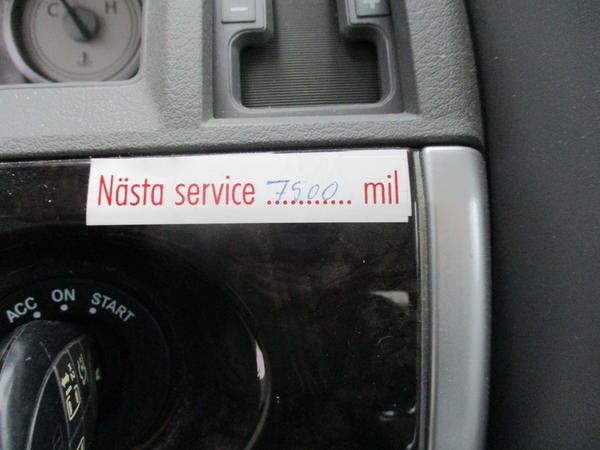 C H
− +
Nästa service 7500 mil
ACC ON START